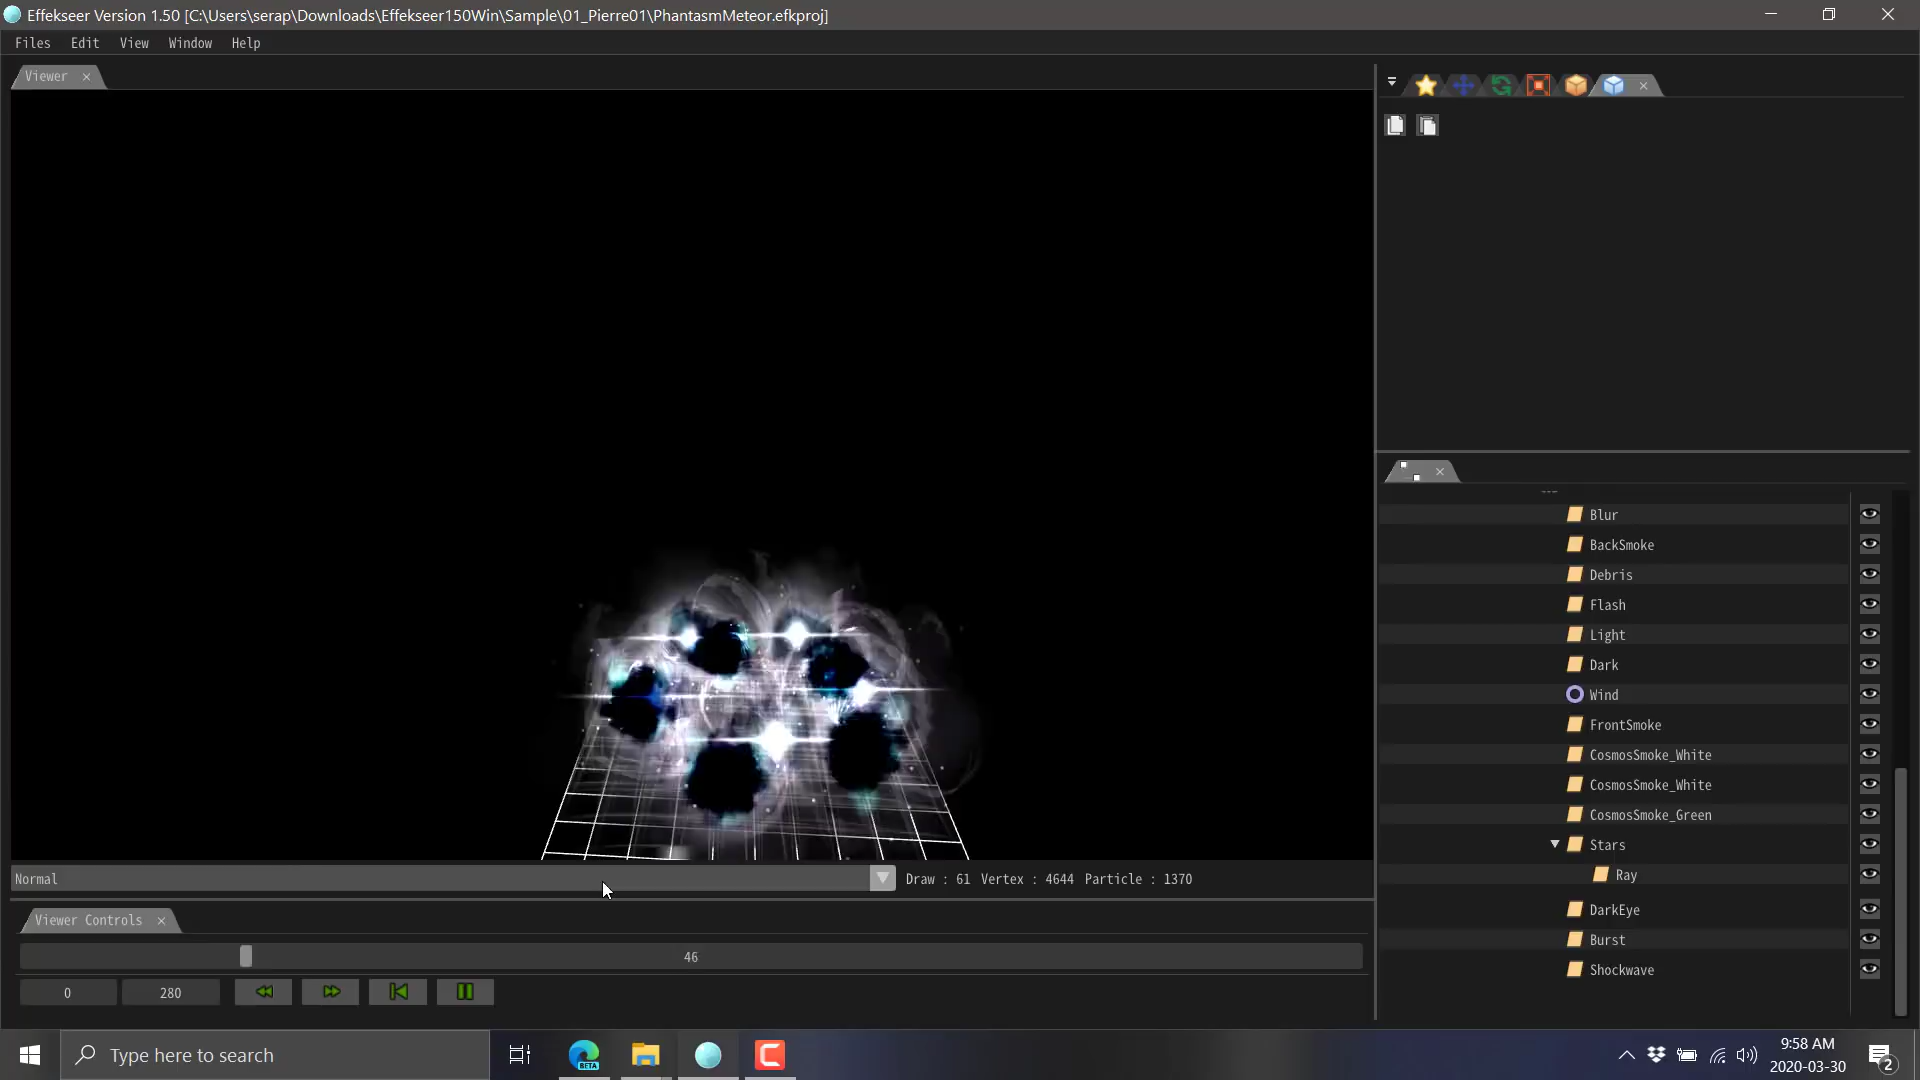 Effekseer Version 1.50 [C:\Users\serap\Downloads\Effekseer150Win\Sample\01_Pierre01\PhantasmMeteor.efkproj]
Files Edit View Window Help
Viewer
Blur
BackSmoke
Debris
Flash
Light
Dark
Wind
FrontSmoke
CosmosSmoke_White
CosmosSmoke_White
CosmosSmoke_Green
Stars
Ray
DarkEye
Burst
Shockwave
Normal
Draw : 61 Vertex : 4644 Particle : 1370
Viewer Controls
46
0
280
Type here to search
BETA
9:58 AM
2020-03-30
2